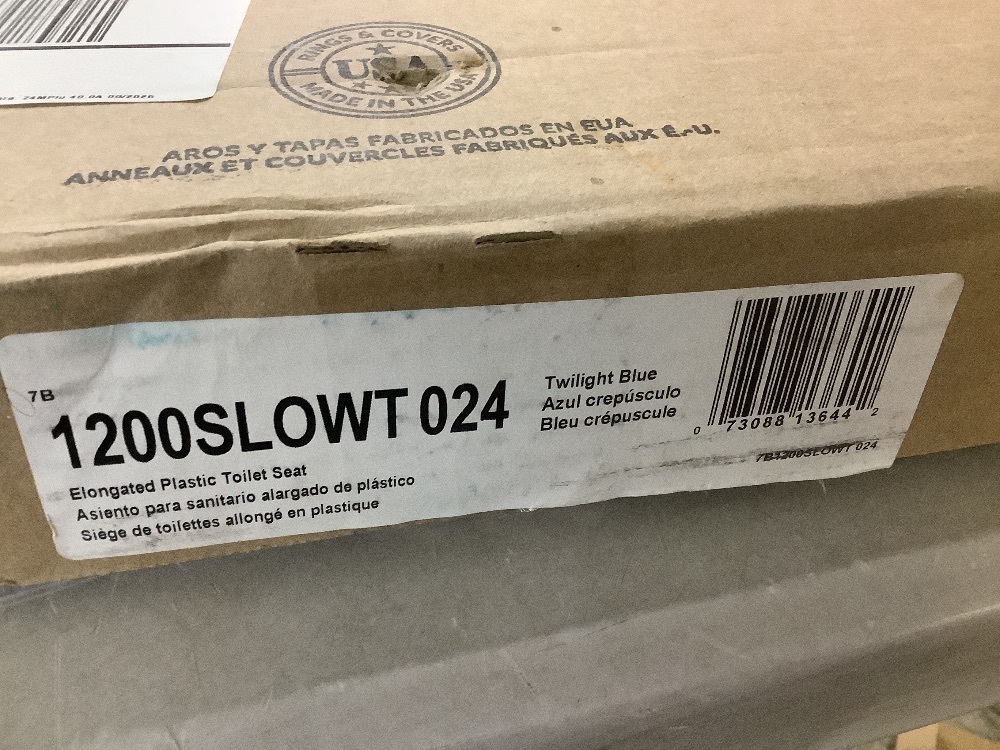 RINGS & COVERS
USA
MADE IN THE USA
AROS Y TAPAS FABRICADOS EN EUA
ANNEAUX ET COUVERCLES FABRIQUÉS AUX É.-U.
7B
1200SLOWT 024
Elongated Plastic Toilet Seat
Asiento para sanitario alargado de plástico
Siège de toilettes allongé en plastique
Twilight Blue
Azul crepúsculo
Bleu crépuscule
0 73088 13644 2
7B1200SLOWT 024